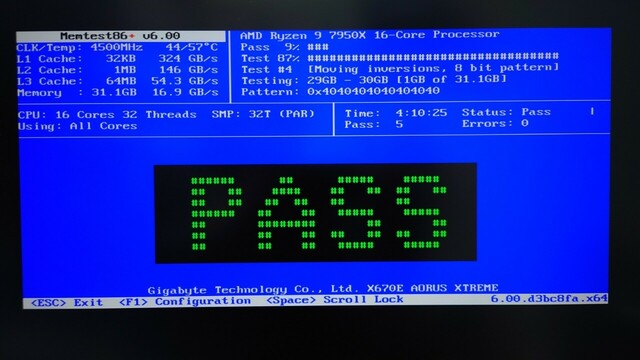 Memtest86+ v6.00
AMD Ryzen 9 7950X 16-Core Processor
CLK/Temp: 4500MHz 44/57°C
Pass 9% ###
L1 Cache: 32KB 324 GB/s
Test 87% ##################################
L2 Cache: 1MB 146 GB/s
Test #4 [Moving inversions, 8 bit pattern]
L3 Cache: 64MB 54.3 GB/s
Testing: 29GB - 30GB [1GB of 31.1GB]
Memory : 31.1GB 16.9 GB/s
Pattern: 0x4040404040404040
CPU: 16 Cores 32 Threads SMP: 32T (PAR)
Time: 4:10:25 Status: Pass |
Using: All Cores
Pass: 5 Errors: 0
PASS
Gigabyte Technology Co., Ltd. X670E AORUS XTREME
<ESC> Exit <F1> Configuration <Space> Scroll Lock 6.00.d3bc8fa.x64